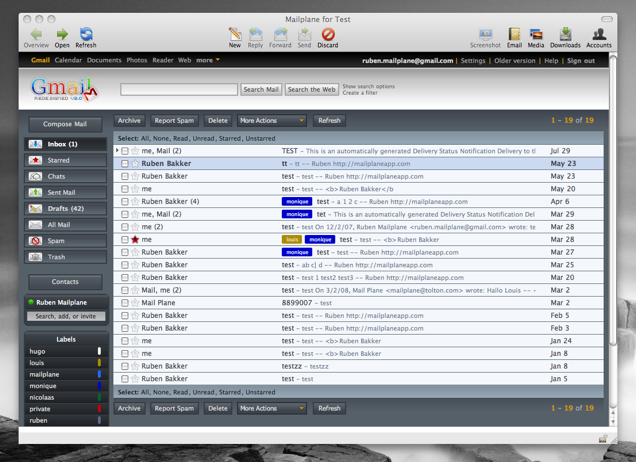 Mailplane for Test
Overview Open Refresh New Reply Forward Send Discard Screenshot Email Media Downloads Accounts
Gmail Calendar Documents Photos Reader Web more ▾ ruben.mailplane@gmail.com | Settings | Older version | Help | Sign out
Gmail
Search Mail Search the Web Show search options
Create a filter
Compose Mail
Inbox (1)
Starred
Chats
Sent Mail
Drafts (42)
All Mail
Spam
Trash
Contacts
Ruben Mailplane
Search, add, or invite
Labels
hugo
louis
mailplane
monique
nicolaas
private
ruben
Archive Report Spam Delete More Actions Refresh 1 - 19 of 19
Select: All, None, Read, Unread, Starred, Unstarred
me, Mail (2) TEST - This is an automatically generated Delivery Status Notification Delivery to tl Jul 29
Ruben Bakker tt - tt -- Ruben http://mailplaneapp.com May 23
Ruben Bakker test - test -- Ruben http://mailplaneapp.com May 23
me test - test -- <b>Ruben Bakker</b May 20
Ruben Bakker (4) monique test - a 1 2 c -- Ruben http://mailplaneapp.com Apr 6
me, Mail (2) monique tet - This is an automatically generated Delivery Status Notification Del Mar 29
me (2) test - test On 12/2/07, Ruben Mailplane <ruben.mailplane@gmail.com> wrote: te Mar 28
me louis monique test - test -- <b>Ruben Bakker Mar 28
Ruben Bakker monique test - test -- Ruben http://mailplaneapp.com Mar 27
Ruben Bakker test - ab c| d -- Ruben http://mailplaneapp.com Mar 25
Ruben Bakker test - test 1 test2 test3 -- Ruben http://mailplaneapp.com Mar 20
Mail, me (2) test - test On 3/2/08, Mail Plane <mailplane@tolton.com> wrote: Hallo Louis -- - Mar 2
Mail Plane 8899007 - test Mar 2
Ruben Bakker test - test -- Ruben http://mailplaneapp.com Feb 5
Ruben Bakker test - test -- Ruben http://mailplaneapp.com Feb 3
me test - test -- <b>Ruben Bakker Jan 24
me test - test -- <b>Ruben Bakker Jan 8
Ruben Bakker testzz - testzz Jan 8
Ruben Bakker test - test Jan 5
Select: All, None, Read, Unread, Starred, Unstarred
Archive Report Spam Delete More Actions Refresh 1 - 19 of 19